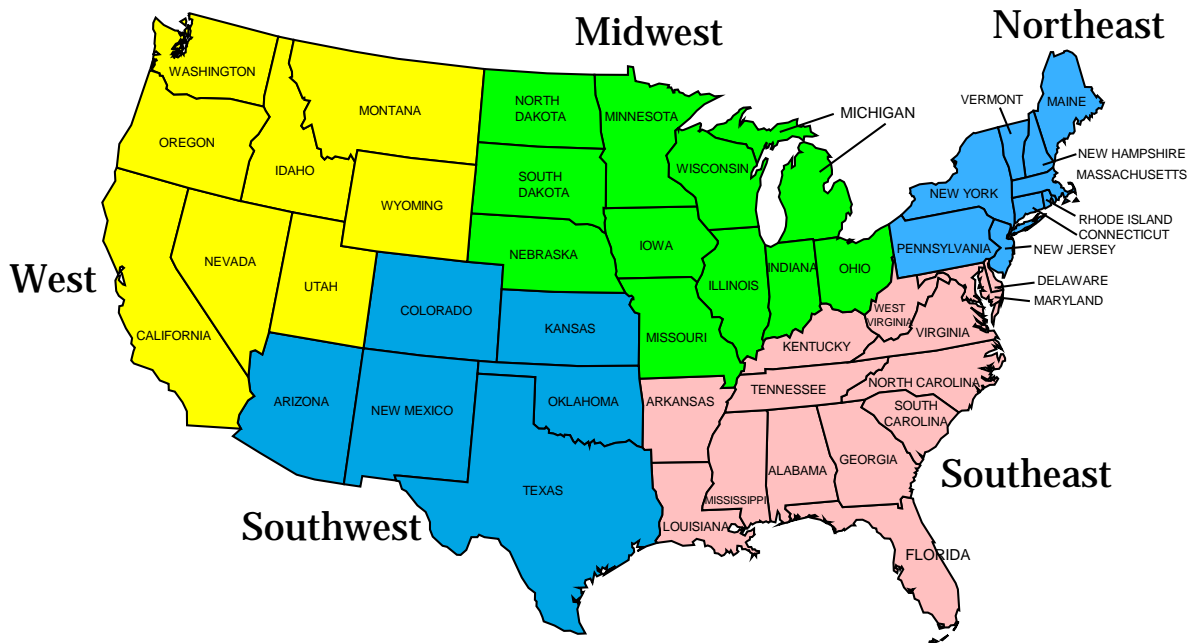 Midwest
Northeast
WASHINGTON
MONTANA
NORTH
DAKOTA
MINNESOTA
MICHIGAN
VERMONT
MAINE
OREGON
IDAHO
WYOMING
SOUTH
DAKOTA
WISCONSIN
NEW YORK
NEW HAMPSHIRE
MASSACHUSETTS
RHODE ISLAND
CONNECTICUT
NEW JERSEY
PENNSYLVANIA
West
NEVADA
UTAH
NEBRASKA
IOWA
ILLINOIS
INDIANA
OHIO
DELAWARE
MARYLAND
CALIFORNIA
COLORADO
KANSAS
MISSOURI
KENTUCKY
WEST
VIRGINIA
VIRGINIA
ARIZONA
NEW MEXICO
OKLAHOMA
ARKANSAS
TENNESSEE
NORTH CAROLINA
SOUTH
CAROLINA
TEXAS
LOUISIANA
MISSISSIPPI
ALABAMA
GEORGIA
Southeast
Southwest
FLORIDA